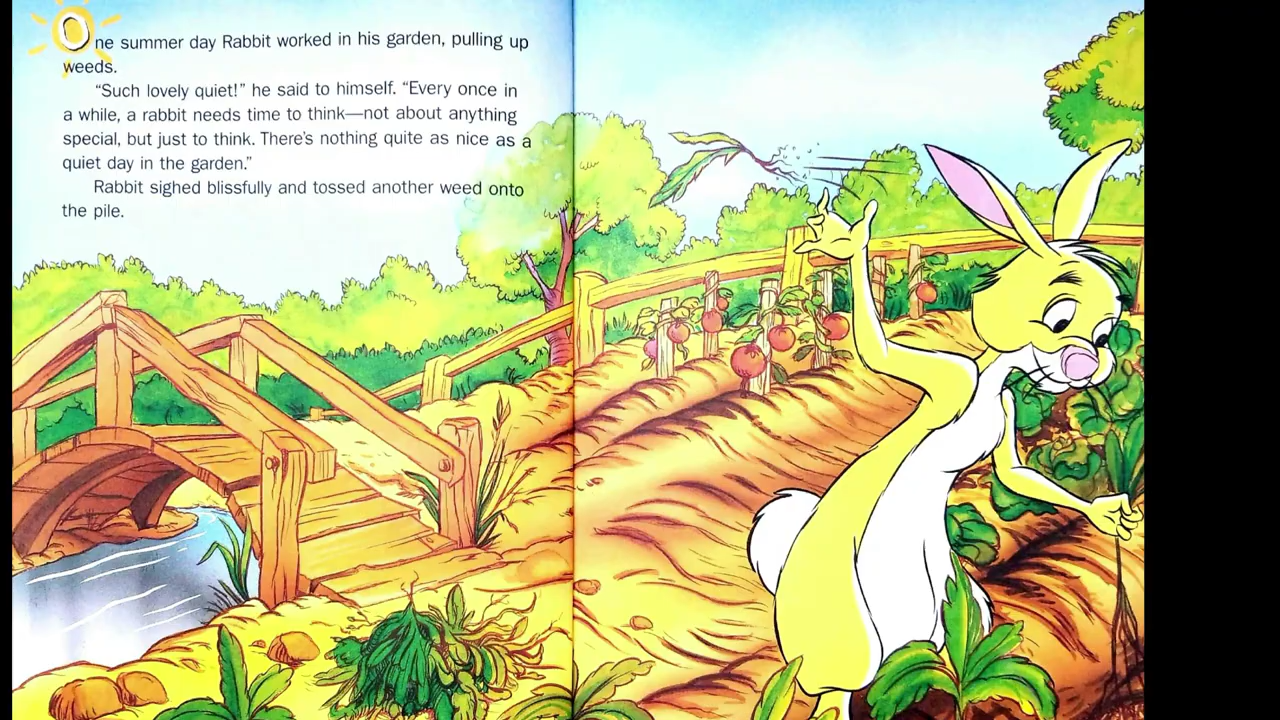 One summer day Rabbit worked in his garden, pulling up
weeds.
“Such lovely quiet!” he said to himself. “Every once in
a while, a rabbit needs time to think—not about anything
special, but just to think. There’s nothing quite as nice as a
quiet day in the garden.”
Rabbit sighed blissfully and tossed another weed onto
the pile.